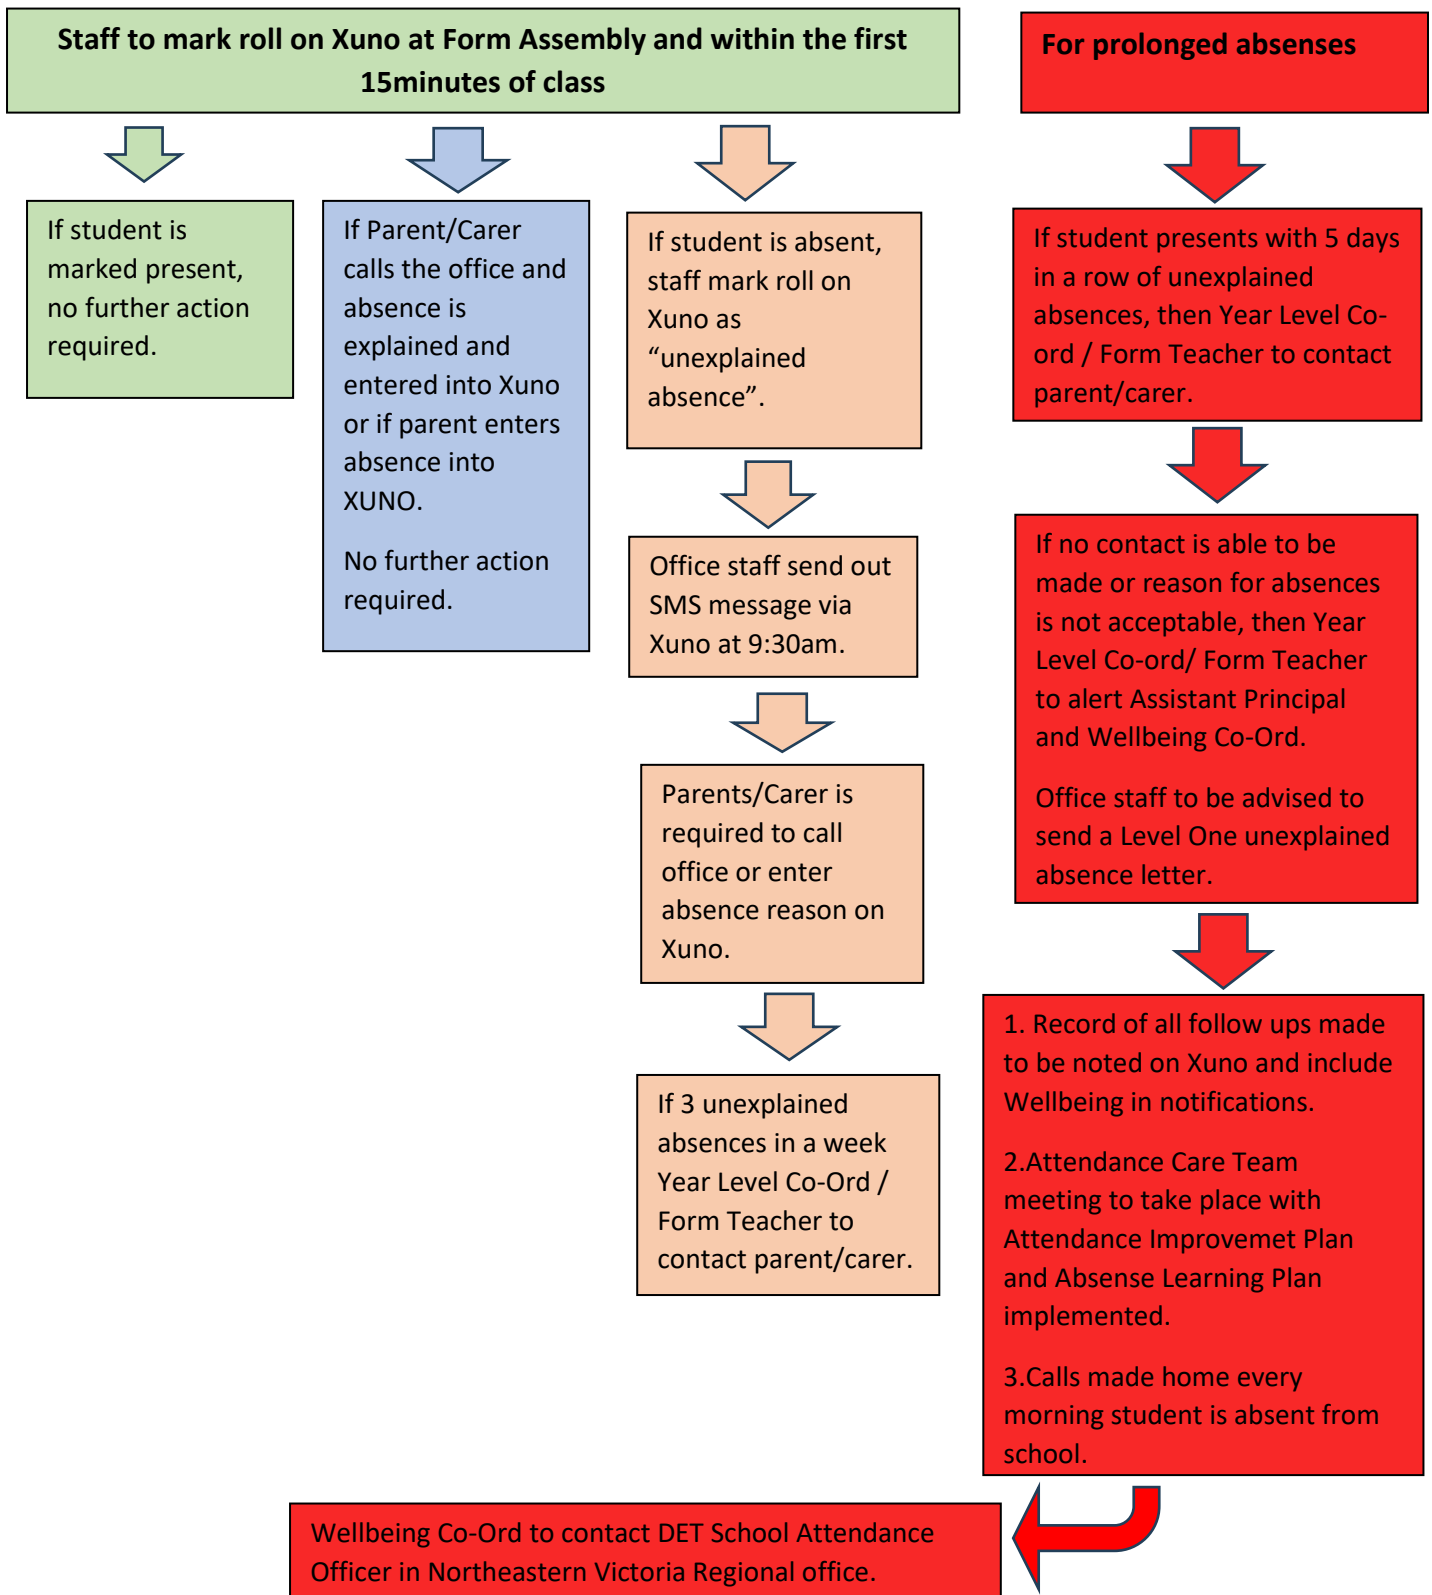 Staff to mark roll on Xuno at Form Assembly and within the first
15minutes of class
For prolonged absenses
If student is
marked present,
no further action
required.
If Parent/Carer
calls the office and
absence is
explained and
entered into Xuno
or if parent enters
absence into
XUNO.
No further action
required.
If student is absent,
staff mark roll on
Xuno as
“unexplained
absence”.
Office staff send out
SMS message via
Xuno at 9:30am.
Parents/Carer is
required to call
office or enter
absence reason on
Xuno.
If 3 unexplained
absences in a week
Year Level Co-Ord /
Form Teacher to
contact parent/carer.
If student presents with 5 days
in a row of unexplained
absences, then Year Level Co-
ord / Form Teacher to contact
parent/carer.
If no contact is able to be
made or reason for absences
is not acceptable, then Year
Level Co-ord/ Form Teacher
to alert Assistant Principal
and Wellbeing Co-Ord.
Office staff to be advised to
send a Level One unexplained
absence letter.
1. Record of all follow ups made
to be noted on Xuno and include
Wellbeing in notifications.
2.Attendance Care Team
meeting to take place with
Attendance Improvemet Plan
and Absense Learning Plan
implemented.
3.Calls made home every
morning student is absent from
school.
Wellbeing Co-Ord to contact DET School Attendance
Officer in Northeastern Victoria Regional office.